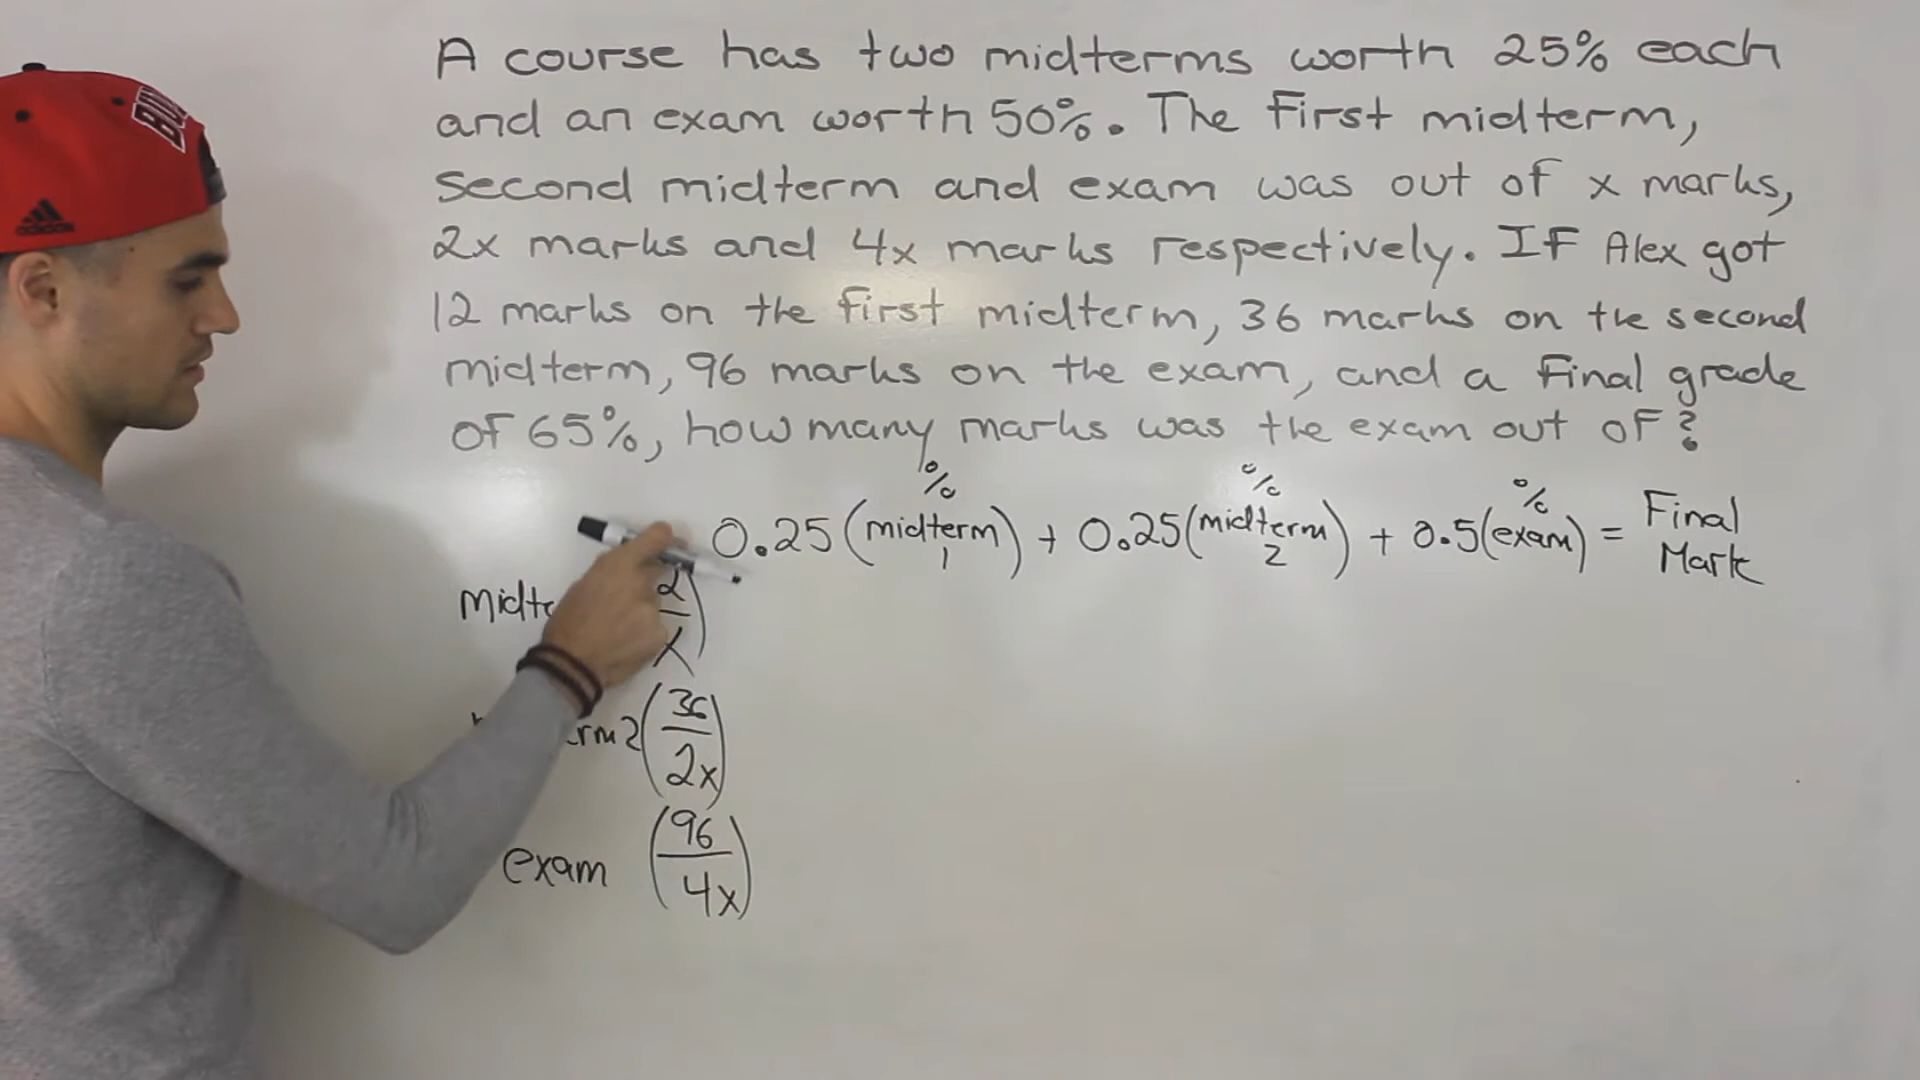 A course has two midterms worth 25% each
and an exam worth 50%. The First midterm,
second midterm and exam was out of x marks,
2x marks and 4x marks respectively. IF Alex got
12 marks on the first midterm, 36 marks on the second
midterm, 96 marks on the exam, and a Final grade
of 65%, how many marks was the exam out of?
% % %
0.25 (midterm 1) + 0.25 (midterm 2) + 0.5 (exam) = Final Mark
2/x)
2 (36/2x)
exam (96/4x)
adidas